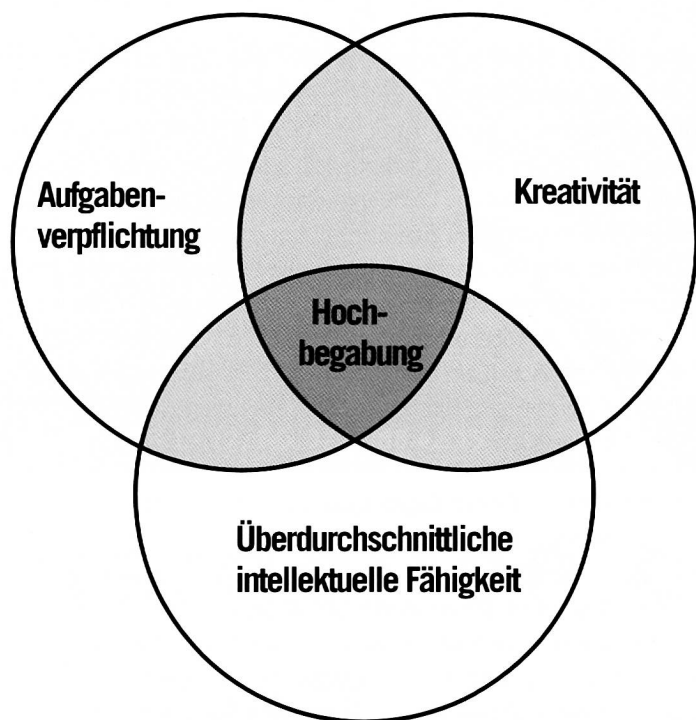 Aufgaben-
verpflichtung
Kreativität
Hoch-
begabung
Überdurchschnittliche
intellektuelle Fähigkeit